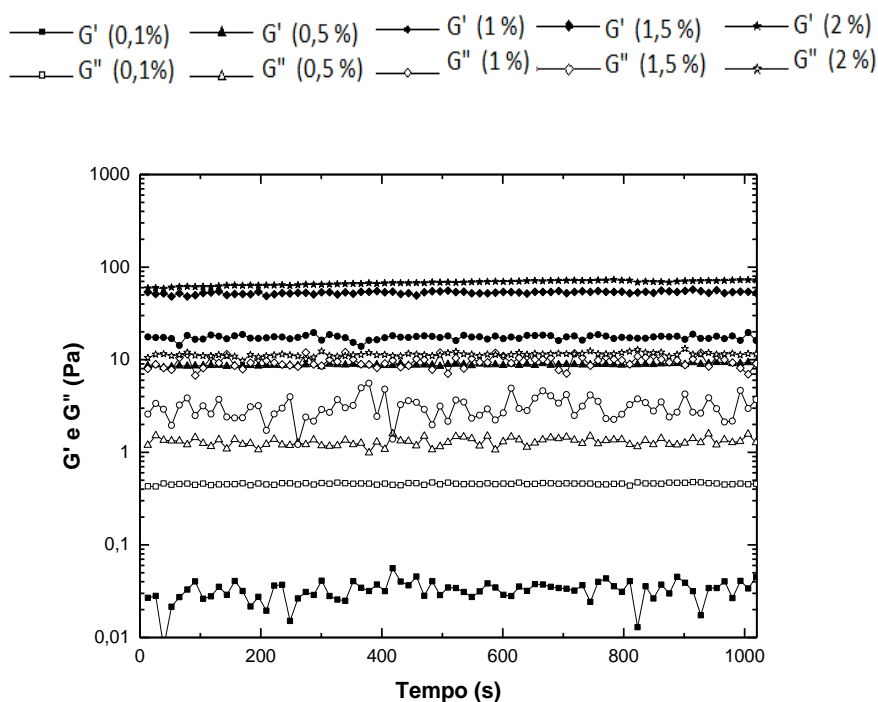 G' (0,1%) G' (0,5 %) G' (1 %) G' (1,5 %) G' (2 %)
G" (0,1%) G" (0,5 %) G" (1 %) G" (1,5 %) G" (2 %)
1000
100
10
1
0,1
0,01
G' e G" (Pa)
0 200 400 600 800 1000
Tempo (s)